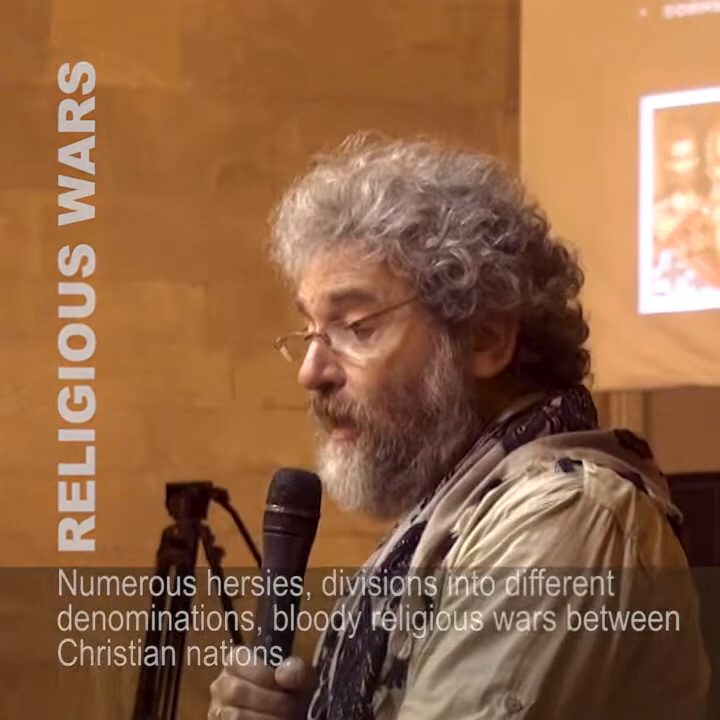 RELIGIOUS WARS
Numerous hersies, divisions into different
denominations, bloody religious wars between
Christian nations.